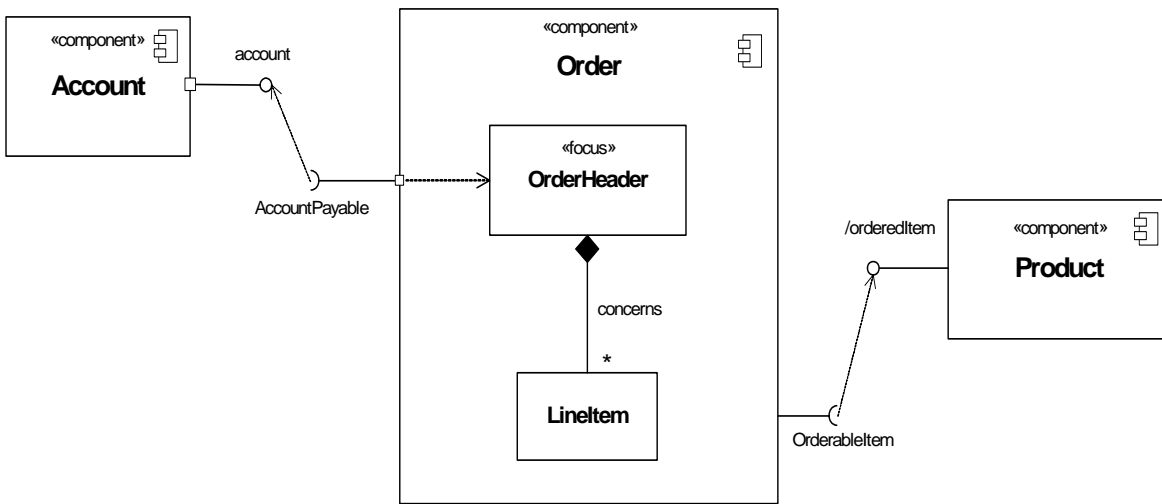 «component»
Account
account
AccountPayable
«component»
Order
«focus»
OrderHeader
concerns
*
LineItem
OrderableItem
/orderedItem
«component»
Product